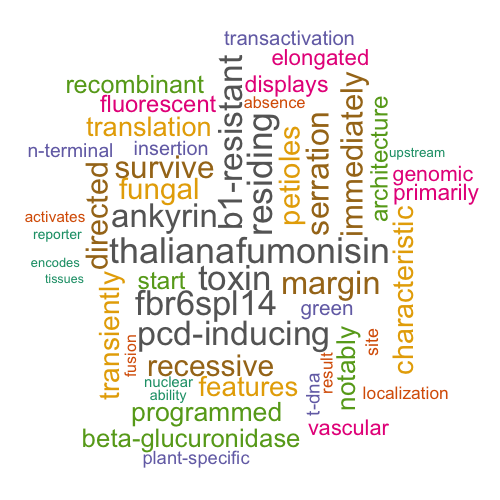 transactivation
elongated
recombinant
displays
fluorescent
absence
b1-resistant
residing
immediately
architecture
translation
petioles
serration
n-terminal
insertion
upstream
survive
genomic
directed
fungal
primarily
ankyrin
activates
characteristic
reporter
thalianafumonisin
encodes
tissues
start
toxin
margin
transiently
fbr6spl14
green
pcd-inducing
notably
site
fusion
recessive
result
nuclear
ability
features
t-dna
localization
programmed
vascular
beta-glucuronidase
plant-specific